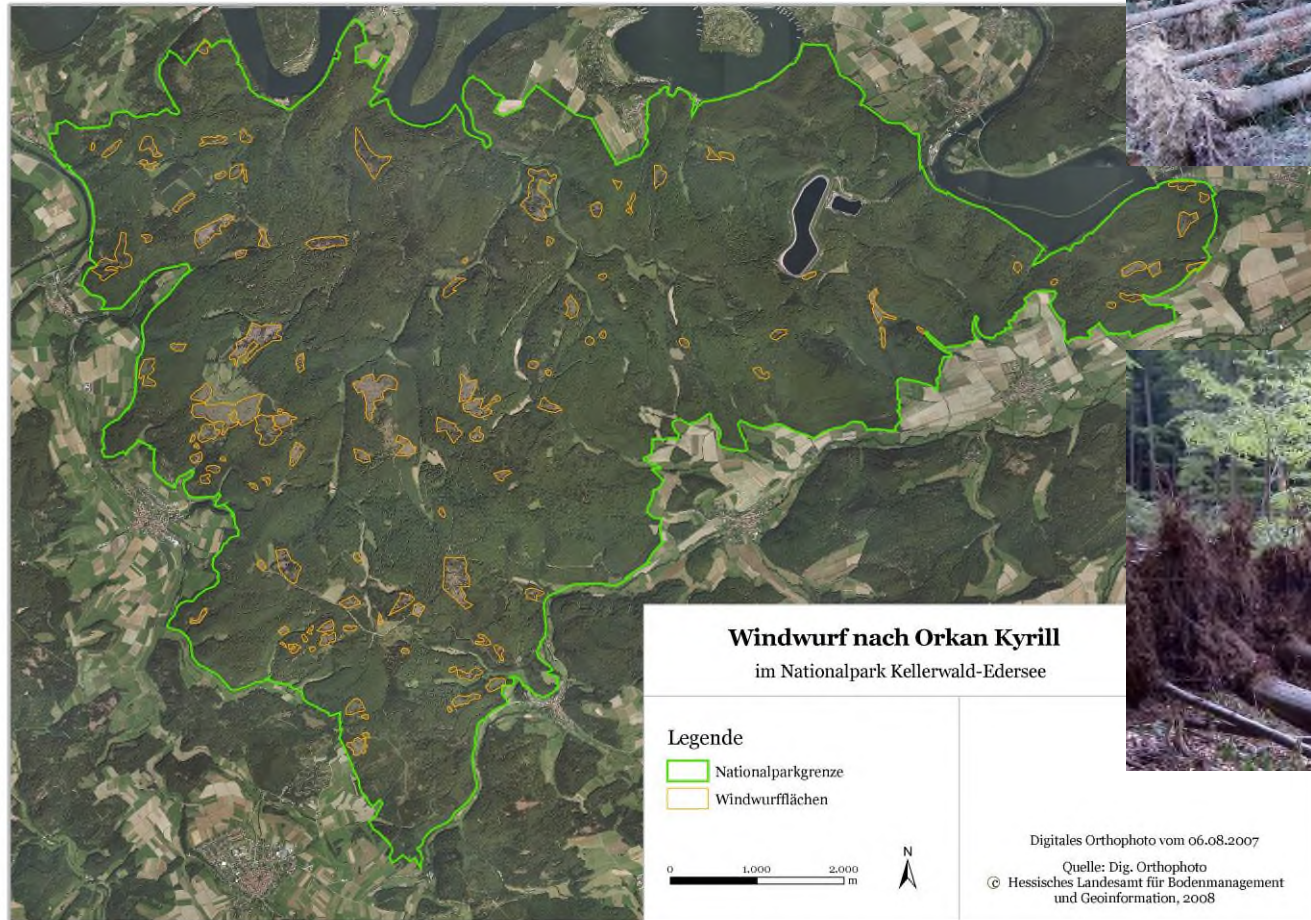 Windwurf nach Orkan Kyrill
im Nationalpark Kellerwald-Edersee
Legende
Nationalparkgrenze
Windwurfflächen
0 1.000 2.000
m
N
Digitales Orthophoto vom 06.08.2007
Quelle: Dig. Orthophoto
© Hessisches Landesamt für Bodenmanagement
und Geoinformation, 2008